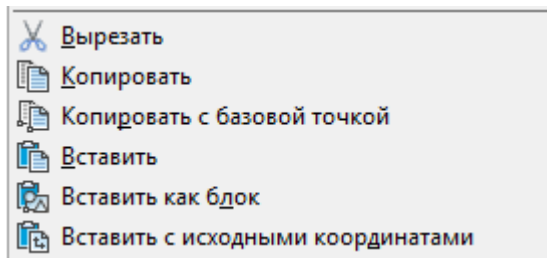 Вырезать
Копировать
Копировать с базовой точкой
Вставить
Вставить как блок
Вставить с исходными координатами